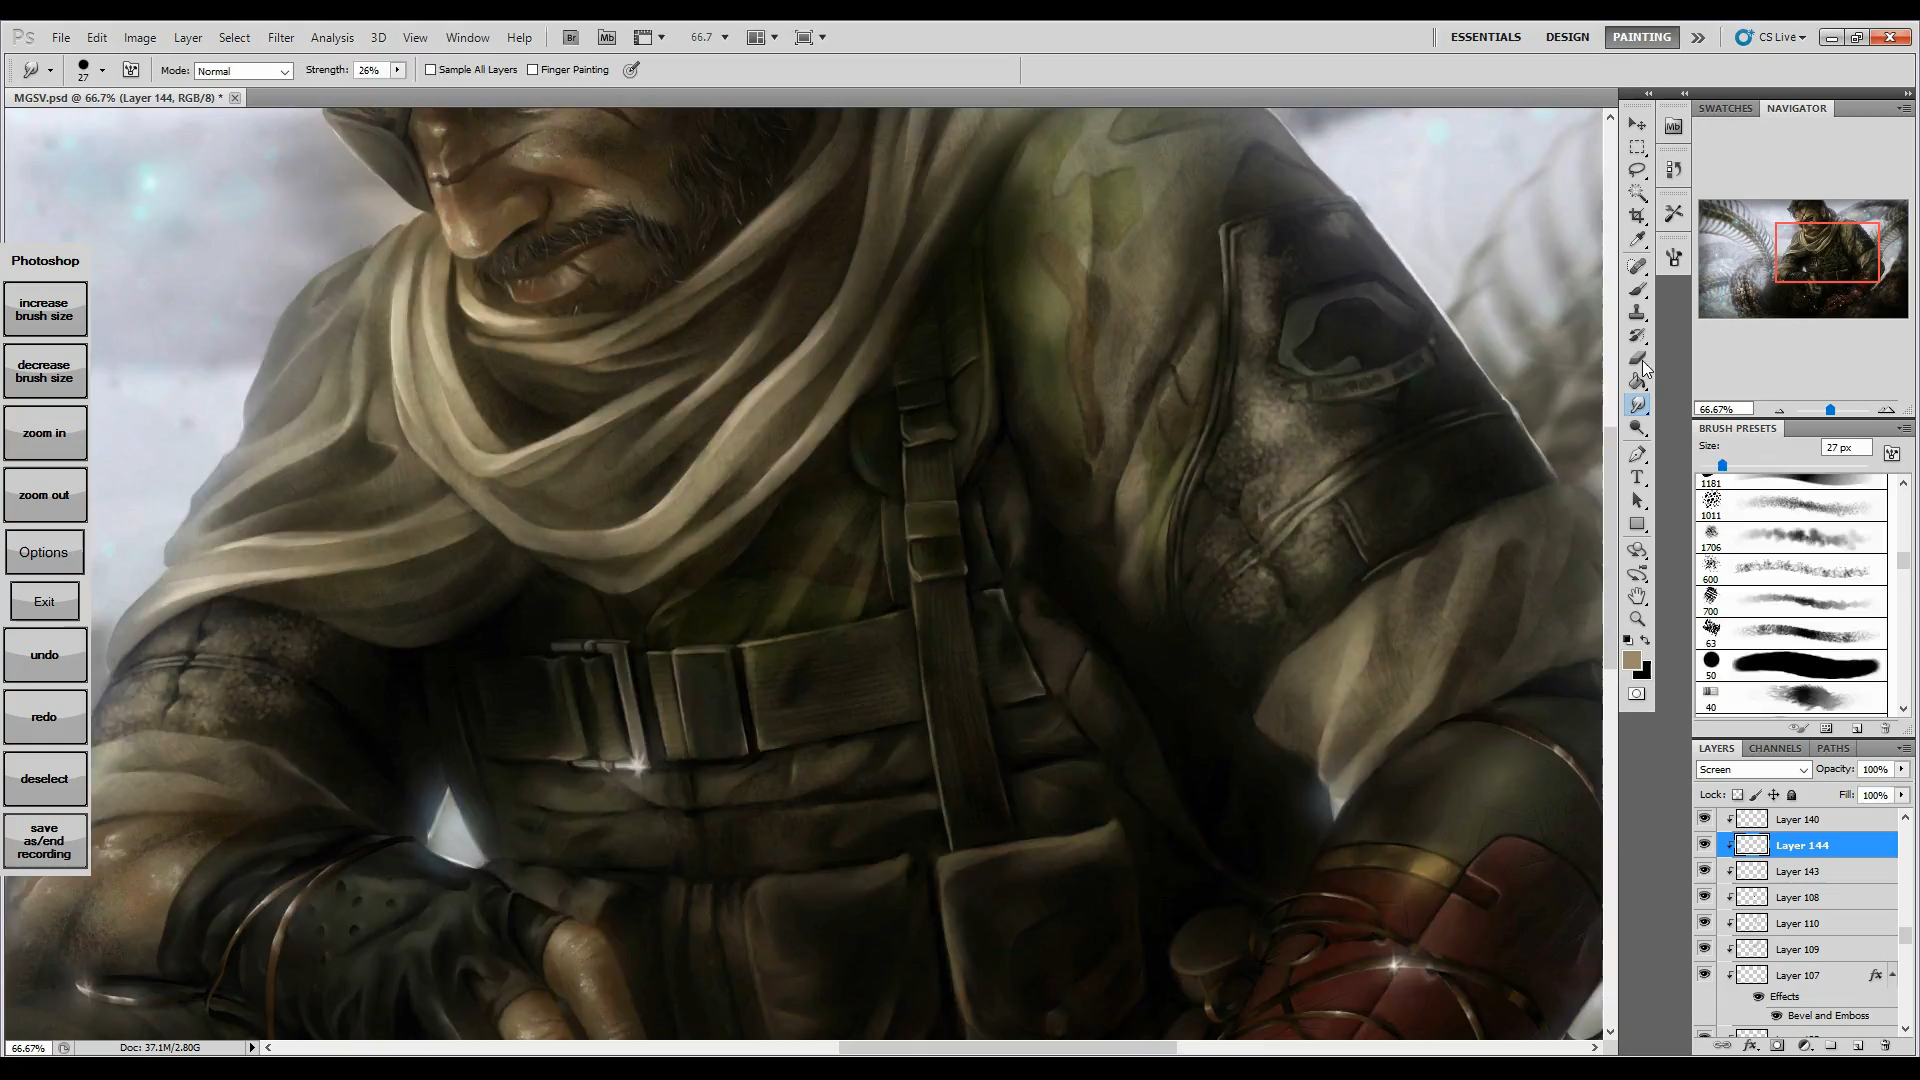 Ps File Edit Image Layer Select Filter Analysis 3D View Window Help Br Mb 66.7 ESSENTIALS DESIGN PAINTING CS Live
27 Mode: Normal Strength: 26% Sample All Layers Finger Painting
MGSV.psd @ 66.7% (Layer 144, RGB/8) *
SWATCHES NAVIGATOR
Mb
Photoshop
increase
brush size
decrease
brush size
zoom in
zoom out
Options
Exit
undo
redo
deselect
save
as/end
recording
66.67%
BRUSH PRESETS
Size: 27 px
1181
1011
1706
600
700
63
50
40
T
LAYERS CHANNELS PATHS
Screen Opacity: 100%
Lock: Fill: 100%
Layer 140
Layer 144
Layer 143
Layer 108
Layer 110
Layer 109
Layer 107 fx
Effects
Bevel and Emboss
fx
66.67% Doc: 37.1M/2.80G